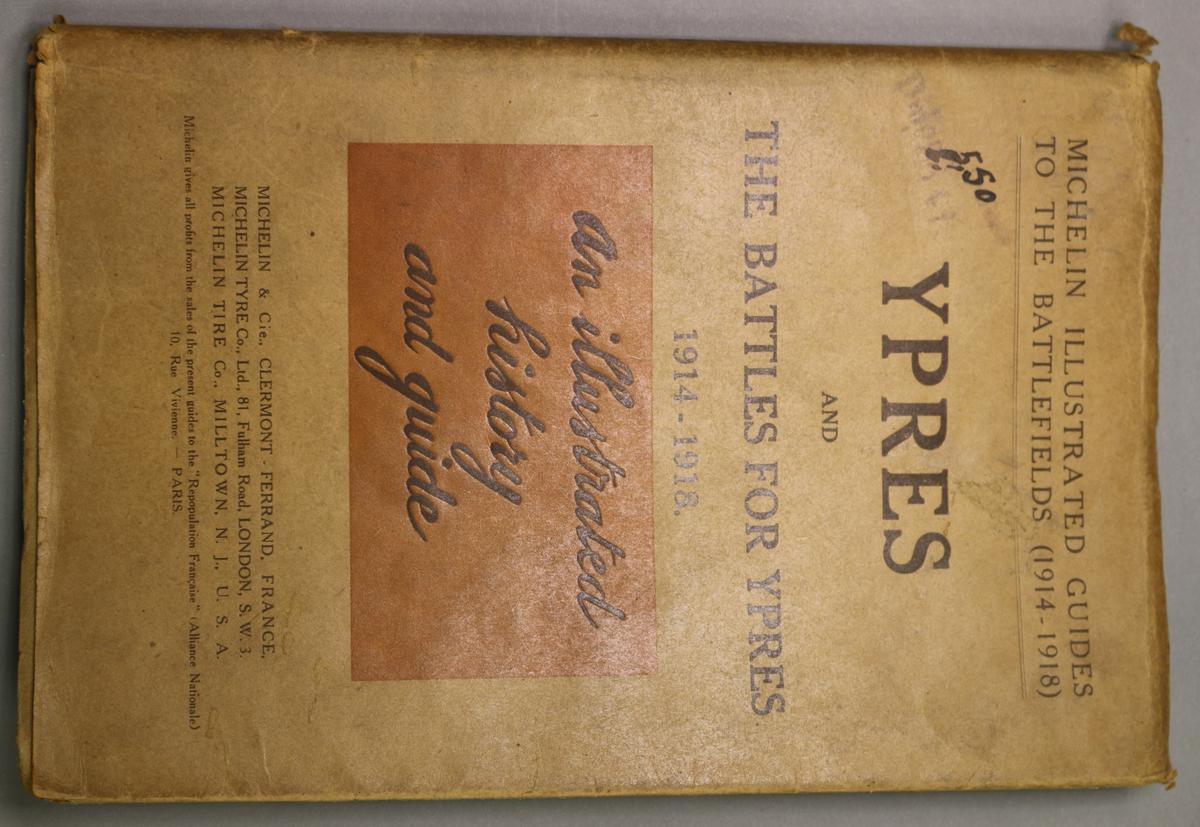 MICHELIN ILLUSTRATED GUIDES
TO THE BATTLEFIELDS (1914-1918)
5,50
YPRES
AND
THE BATTLES FOR YPRES
1914-1918.
an illustrated
history
and guide
MICHELIN & Cie., CLERMONT-FERRAND, FRANCE.
MICHELIN TYRE Co., Ltd., 81, Fulham Road, LONDON, S.W.3.
MICHELIN TIRE Co., MILLTOWN, N. J., U. S. A.
Michelin gives all profits from the sales of the present guides to the "Repopulation Française" (Alliance Nationale)
10, Rue Vivienne. — PARIS.